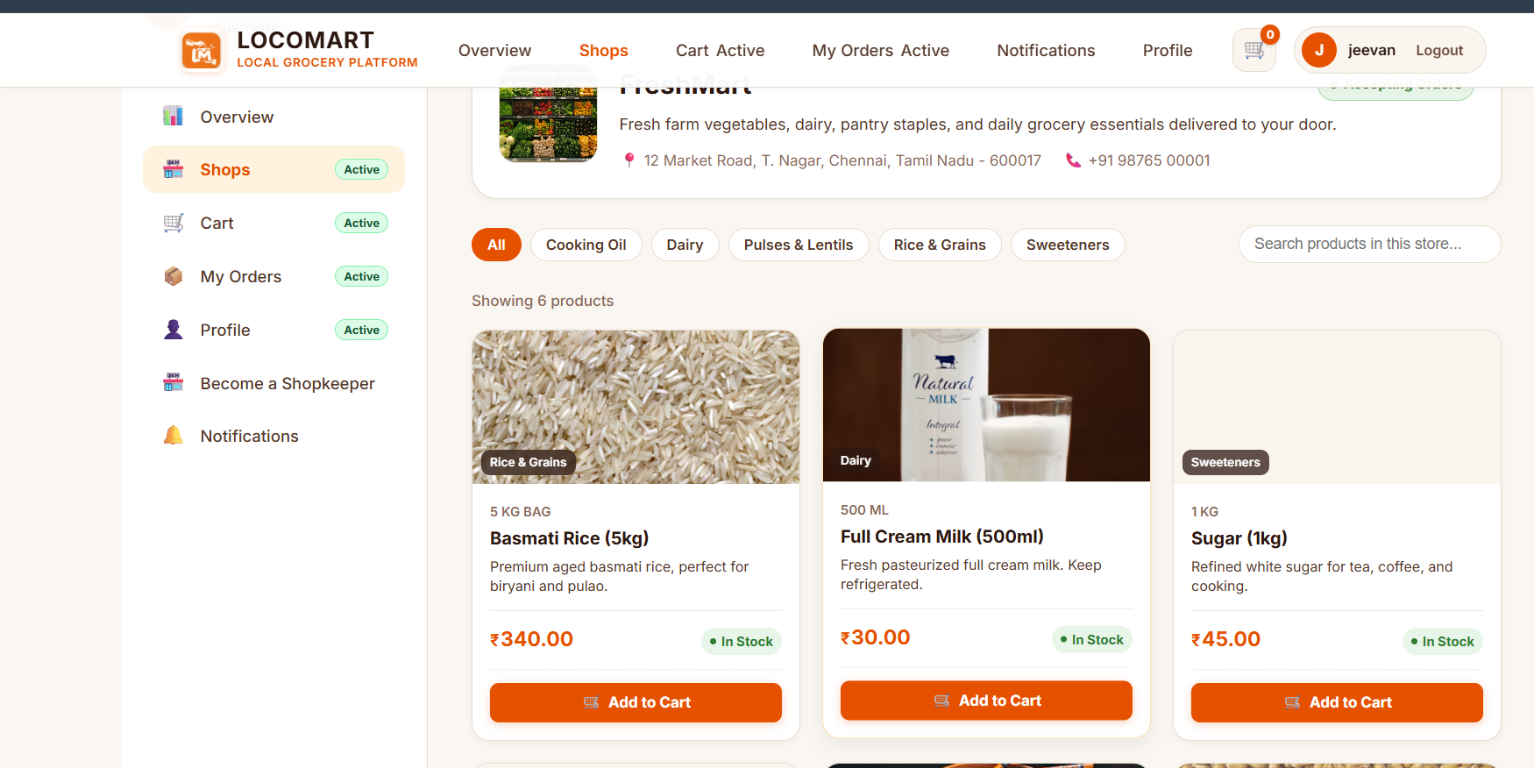 LOCOMART
LOCAL GROCERY PLATFORM
Overview Shops Cart Active My Orders Active Notifications Profile
0
J jeevan Logout
Overview
Shops Active
Cart Active
My Orders Active
Profile Active
Become a Shopkeeper
Notifications
FreshMart
Accepting Orders
Fresh farm vegetables, dairy, pantry staples, and daily grocery essentials delivered to your door.
12 Market Road, T. Nagar, Chennai, Tamil Nadu - 600017 +91 98765 00001
All Cooking Oil Dairy Pulses & Lentils Rice & Grains Sweeteners
Search products in this store...
Showing 6 products
Rice & Grains
5 KG BAG
Basmati Rice (5kg)
Premium aged basmati rice, perfect for
biryani and pulao.
₹340.00 In Stock
Add to Cart
Natural
MILK
Integral
Dairy
500 ML
Full Cream Milk (500ml)
Fresh pasteurized full cream milk. Keep
refrigerated.
₹30.00 In Stock
Add to Cart
Sweeteners
1 KG
Sugar (1kg)
Refined white sugar for tea, coffee, and
cooking.
₹45.00 In Stock
Add to Cart